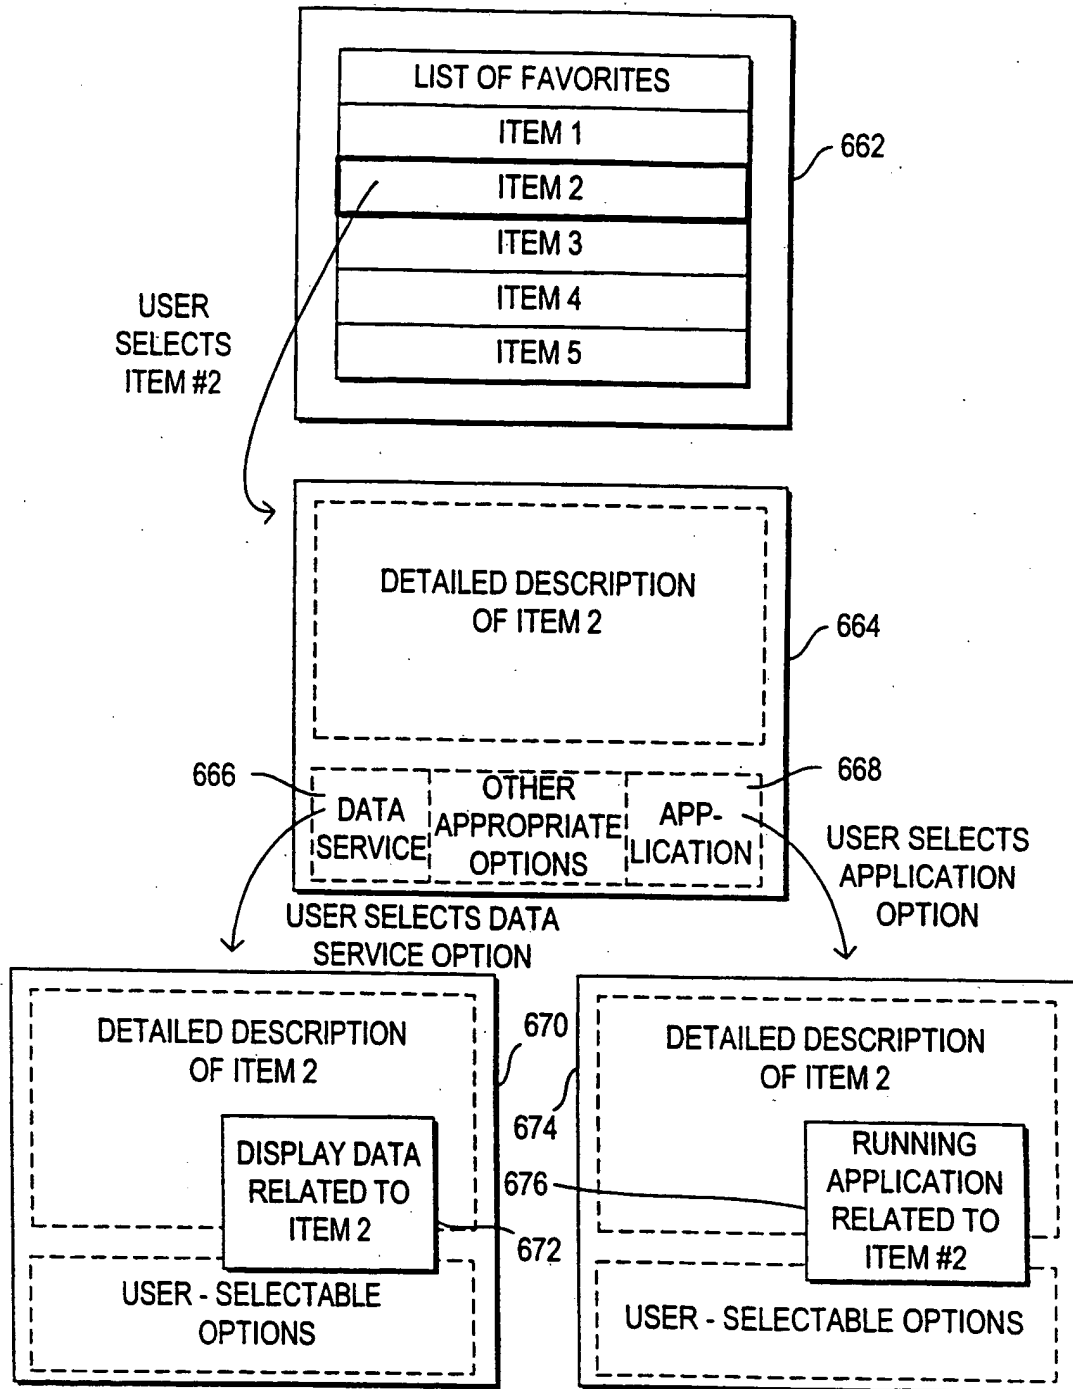 LIST OF FAVORITES
ITEM 1
662
ITEM 2
ITEM 3
ITEM 4
ITEM 5
USER
SELECTS
ITEM #2
DETAILED DESCRIPTION
OF ITEM 2
664
666
668
DATA
SERVICE
OTHER
APPROPRIATE
OPTIONS
APP-
LICATION
USER SELECTS
APPLICATION
OPTION
USER SELECTS DATA
SERVICE OPTION
DETAILED DESCRIPTION
OF ITEM 2
670
DISPLAY DATA
RELATED TO
ITEM 2
672
USER - SELECTABLE
OPTIONS
674
DETAILED DESCRIPTION
OF ITEM 2
676
RUNNING
APPLICATION
RELATED TO
ITEM #2
USER - SELECTABLE OPTIONS